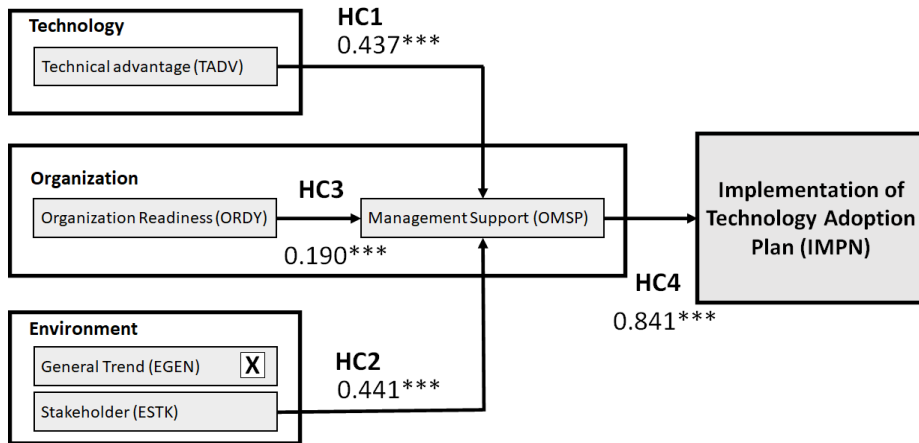 Technology
Technical advantage (TADV)
HC1
0.437***
Organization
Organization Readiness (ORDY)
HC3
0.190***
Management Support (OMSP)
Implementation of
Technology Adoption
Plan (IMPN)
HC4
0.841***
Environment
General Trend (EGEN)
X
Stakeholder (ESTK)
HC2
0.441***